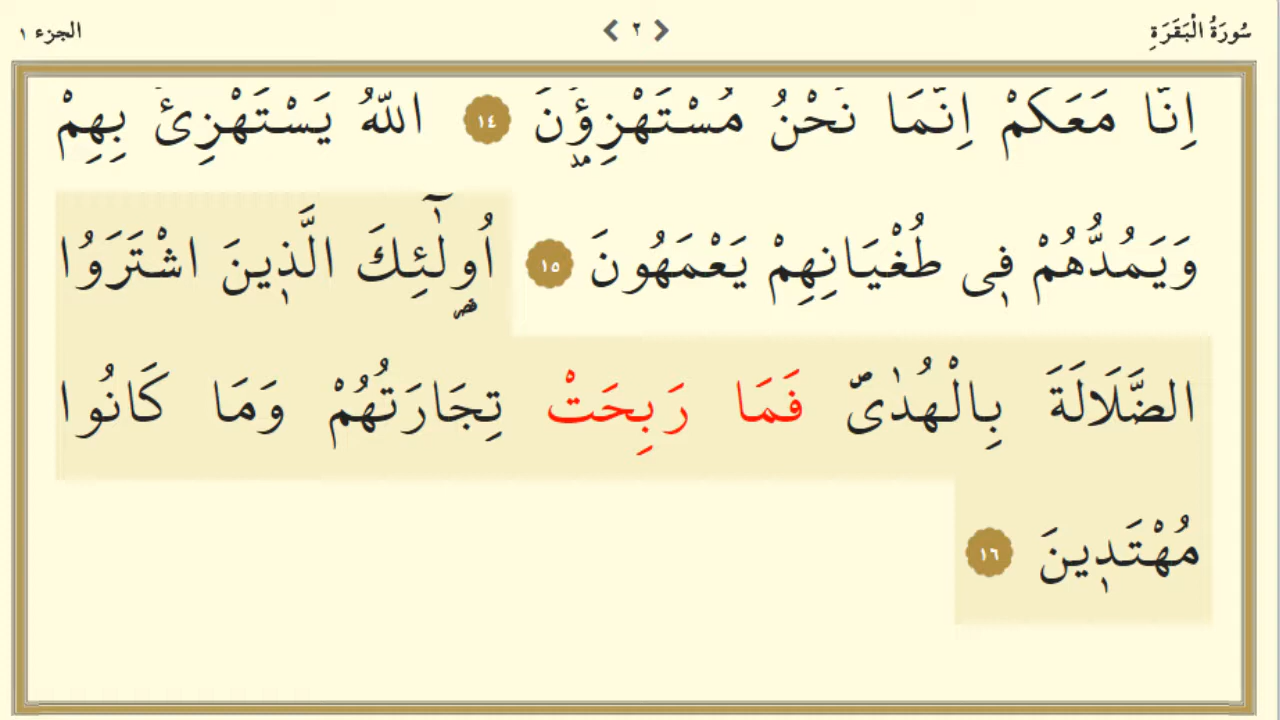 سُورَةُ الْبَقَرَةِ ٢ الجزء ١
اِنَّا مَعَكُمْ اِنَّمَا نَحْنُ مُسْتَهْزِؤُ۫نَ ١٤ اَللّٰهُ يَسْتَهْزِئُ بِهِمْ
وَيَمُدُّهُمْ ف۪ى طُغْيَانِهِمْ يَعْمَهُونَ ١٥ اُو۬لٰٓئِكَ الَّذ۪ينَ اشْتَرَوُا
الضَّلَالَةَ بِالْهُدٰىۖ فَمَا رَبِحَتْ تِجَارَتُهُمْ وَمَا كَانُوا
مُهْتَد۪ينَ ١٦